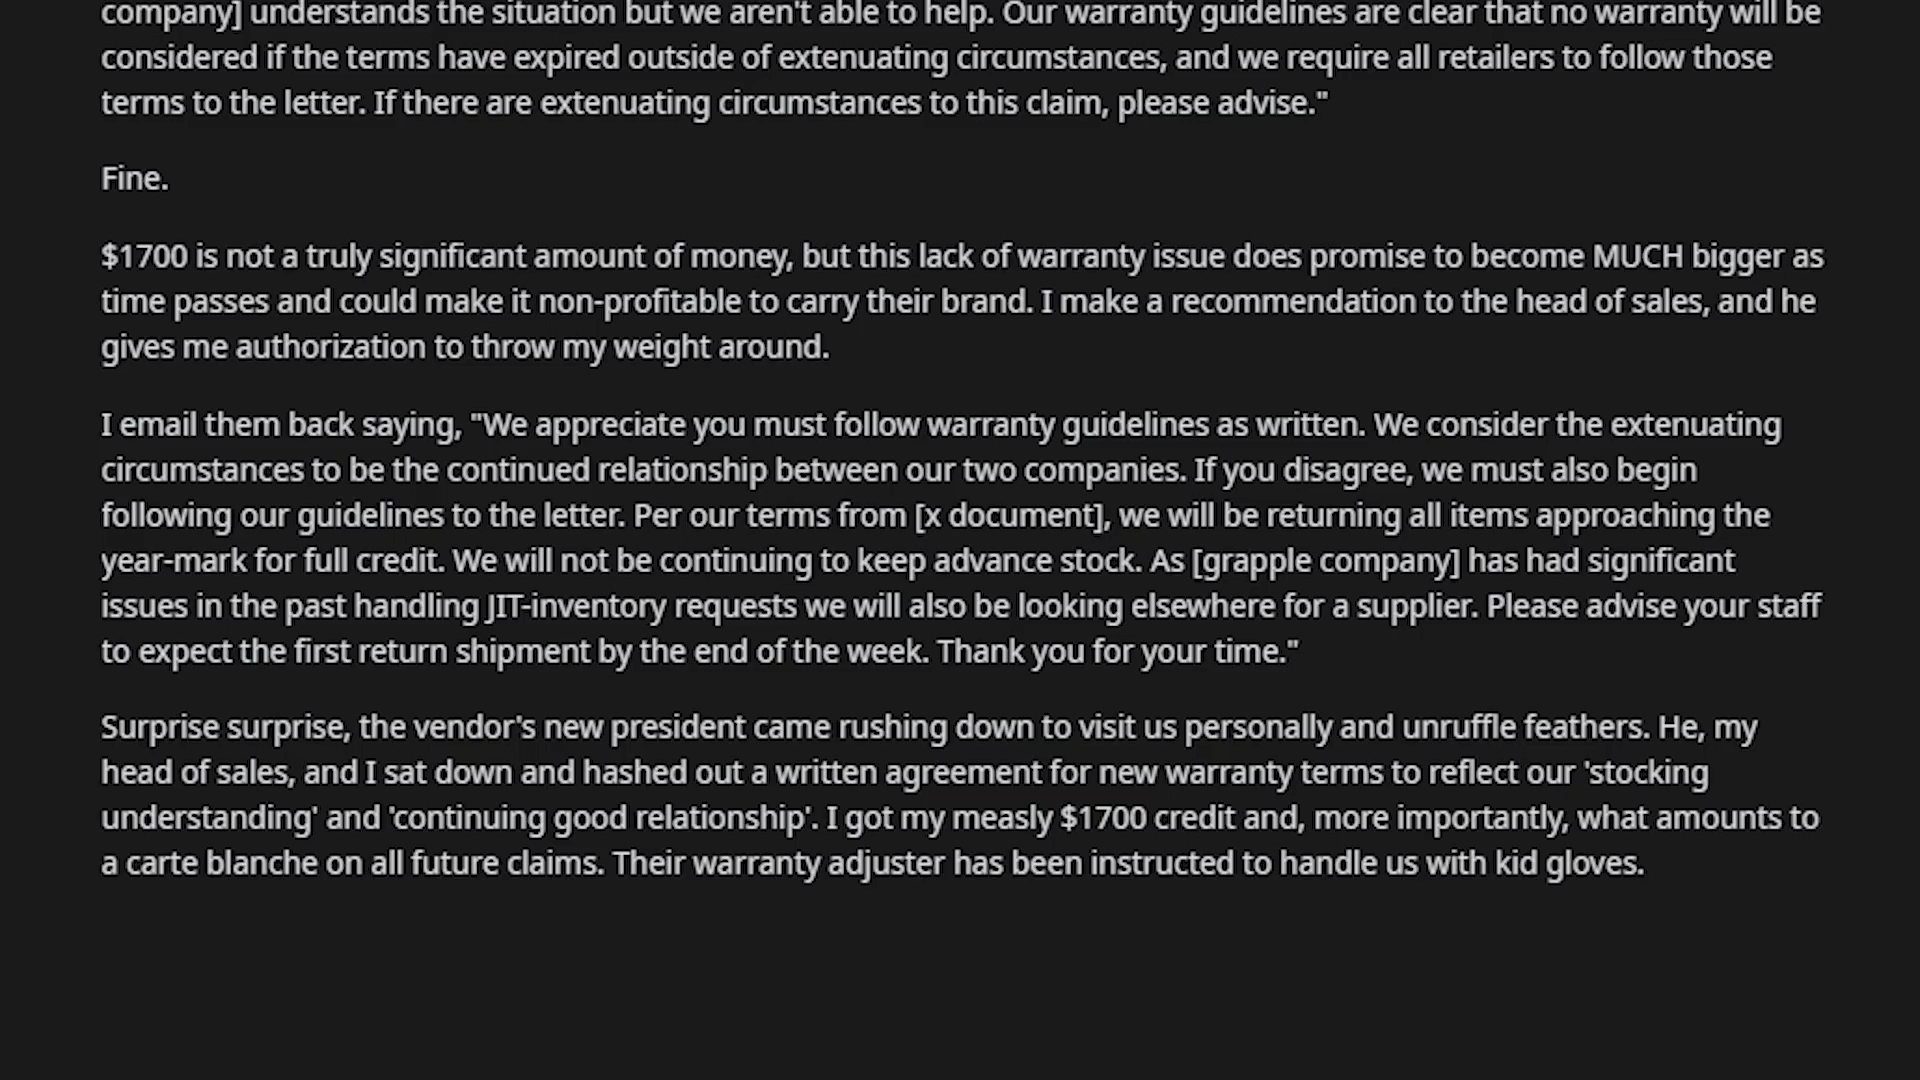 company] understands the situation but we aren't able to help. Our warranty guidelines are clear that no warranty will be
considered if the terms have expired outside of extenuating circumstances, and we require all retailers to follow those
terms to the letter. If there are extenuating circumstances to this claim, please advise."
Fine.
$1700 is not a truly significant amount of money, but this lack of warranty issue does promise to become MUCH bigger as
time passes and could make it non-profitable to carry their brand. I make a recommendation to the head of sales, and he
gives me authorization to throw my weight around.
I email them back saying, "We appreciate you must follow warranty guidelines as written. We consider the extenuating
circumstances to be the continued relationship between our two companies. If you disagree, we must also begin
following our guidelines to the letter. Per our terms from [x document], we will be returning all items approaching the
year-mark for full credit. We will not be continuing to keep advance stock. As [grapple company] has had significant
issues in the past handling JIT-inventory requests we will also be looking elsewhere for a supplier. Please advise your staff
to expect the first return shipment by the end of the week. Thank you for your time."
Surprise surprise, the vendor's new president came rushing down to visit us personally and unruffle feathers. He, my
head of sales, and I sat down and hashed out a written agreement for new warranty terms to reflect our 'stocking
understanding' and 'continuing good relationship'. I got my measly $1700 credit and, more importantly, what amounts to
a carte blanche on all future claims. Their warranty adjuster has been instructed to handle us with kid gloves.